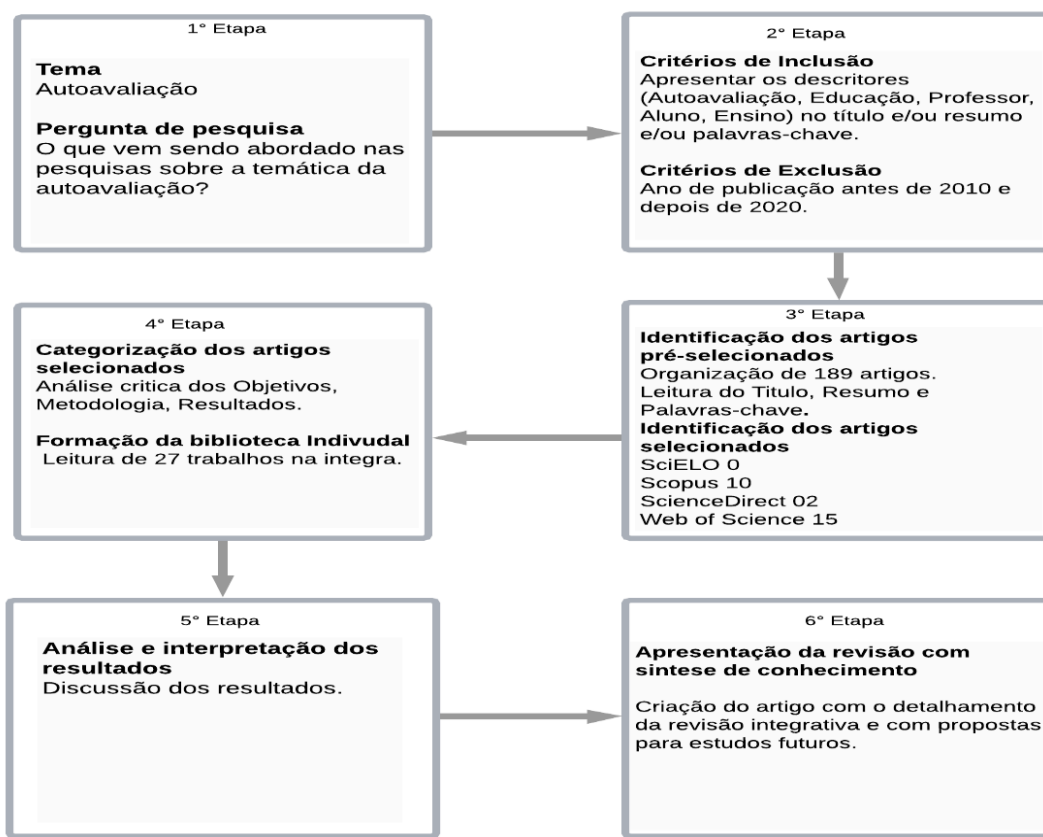 1° Etapa
Tema
Autoavaliação
Pergunta de pesquisa
O que vem sendo abordado nas
pesquisas sobre a temática da
autoavaliação?
2° Etapa
Critérios de Inclusão
Apresentar os descritores
(Autoavaliação, Educação, Professor,
Aluno, Ensino) no título e/ou resumo
e/ou palavras-chave.
Critérios de Exclusão
Ano de publicação antes de 2010 e
depois de 2020.
3° Etapa
Identificação dos artigos
pré-selecionados
Organização de 189 artigos.
Leitura do Titulo, Resumo e
Palavras-chave.
Identificação dos artigos
selecionados
SciELO 0
Scopus 10
ScienceDirect 02
Web of Science 15
4° Etapa
Categorização dos artigos
selecionados
Análise critica dos Objetivos,
Metodologia, Resultados.
Formação da biblioteca Indivudal
Leitura de 27 trabalhos na integra.
5° Etapa
Análise e interpretação dos
resultados
Discussão dos resultados.
6° Etapa
Apresentação da revisão com
sintese de conhecimento
Criação do artigo com o detalhamento
da revisão integrativa e com propostas
para estudos futuros.